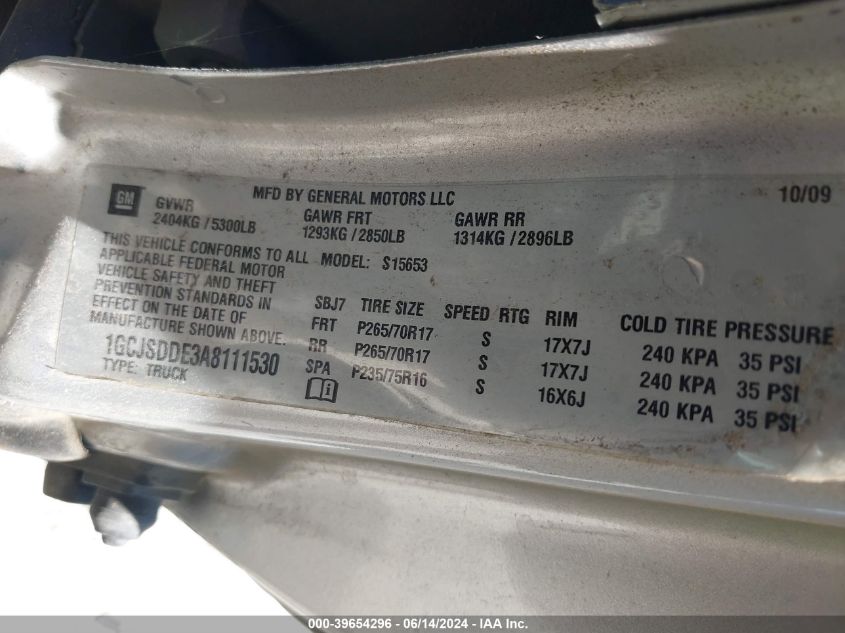 GM
MFD BY GENERAL MOTORS LLC 10/09
GVWR GAWR FRT GAWR RR
2404KG / 5300LB 1293KG / 2850LB 1314KG / 2896LB
THIS VEHICLE CONFORMS TO ALL
APPLICABLE FEDERAL MOTOR
VEHICLE SAFETY AND THEFT
PREVENTION STANDARDS IN
EFFECT ON THE DATE OF
MANUFACTURE SHOWN ABOVE.
1GCJSDDE3A8111530
TYPE: TRUCK
MODEL: S15653
SBJ7 TIRE SIZE SPEED RTG RIM COLD TIRE PRESSURE
FRT P265/70R17 S 17X7J 240 KPA 35 PSI
RR P265/70R17 S 17X7J 240 KPA 35 PSI
SPA P235/75R16 S 16X6J 240 KPA 35 PSI
000-39654296 - 06/14/2024 - IAA Inc.